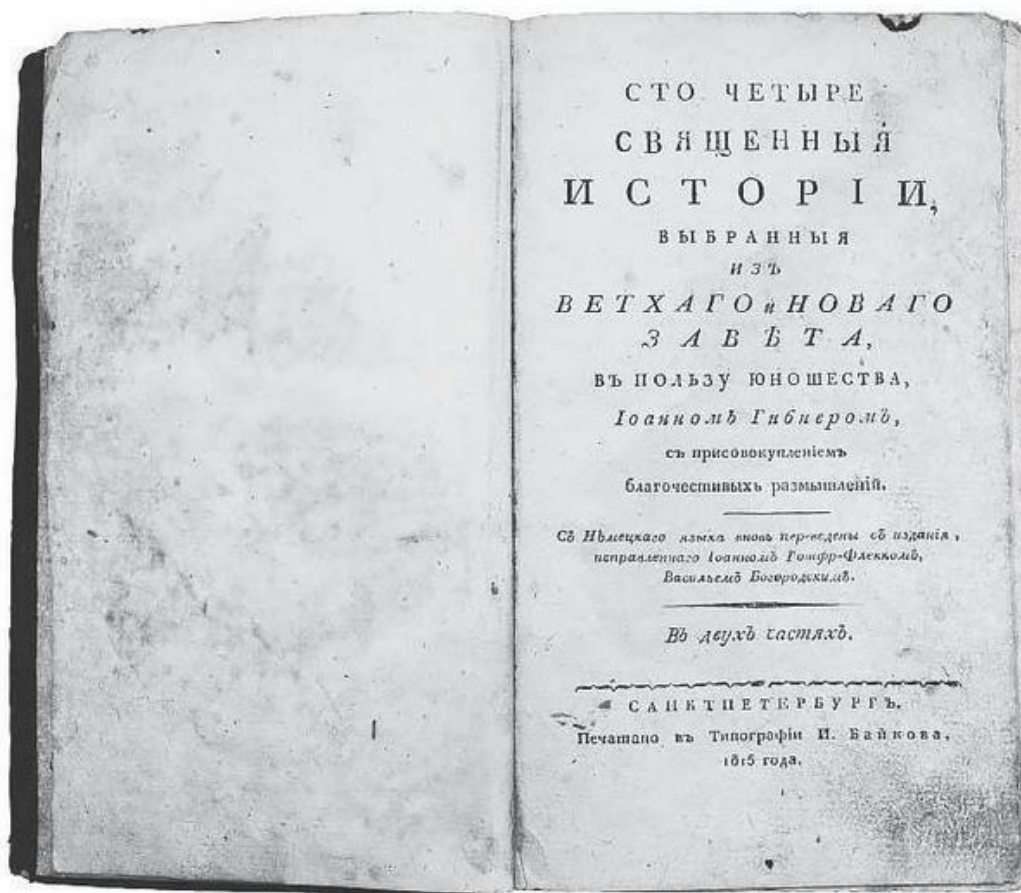 СТО ЧЕТЫРЕ
СВЯЩЕННЫЯ
ИСТОРІИ,
ВЫБРАННЫЯ
ИЗЪ
ВЕТХАГО и НОВАГО
ЗАВѢТА,
ВЪ ПОЛЬЗУ ЮНОШЕСТВА,
Іоанномъ Гибнеромъ,
съ присовокупленіемъ
благочестивыхъ размышленій.
Съ Нѣмецкаго языка вновь пер-ведены съ изданія,
исправленнаго Іоанномъ Готфр-Флеккомъ,
Васильемъ Богородскимъ.
Въ двухъ частяхъ.
САНКТПЕТЕРБУРГЪ.
Печатано въ Типографіи И. Байкова,
1815 года.